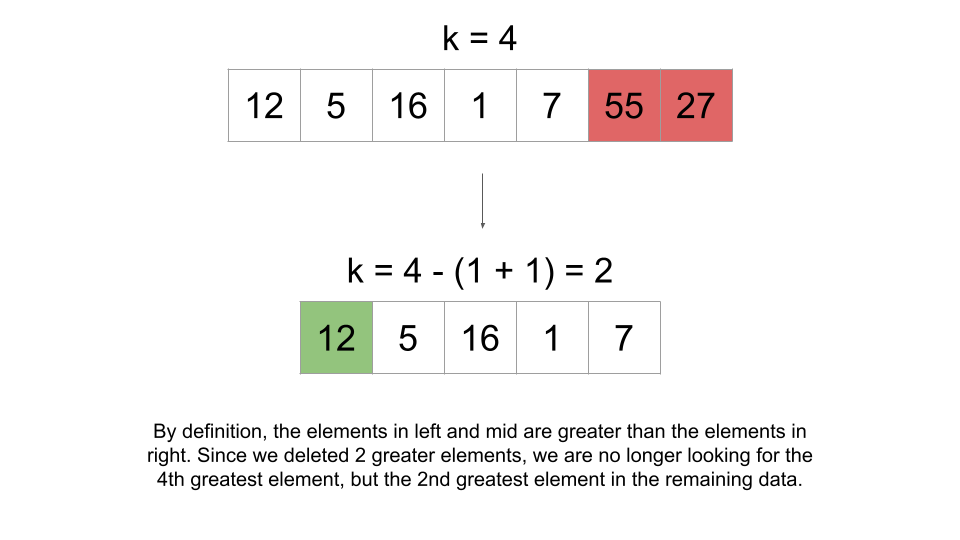 k = 4
12 5 16 1 7 55 27
k = 4 - (1 + 1) = 2
12 5 16 1 7
By definition, the elements in left and mid are greater than the elements in
right. Since we deleted 2 greater elements, we are no longer looking for the
4th greatest element, but the 2nd greatest element in the remaining data.